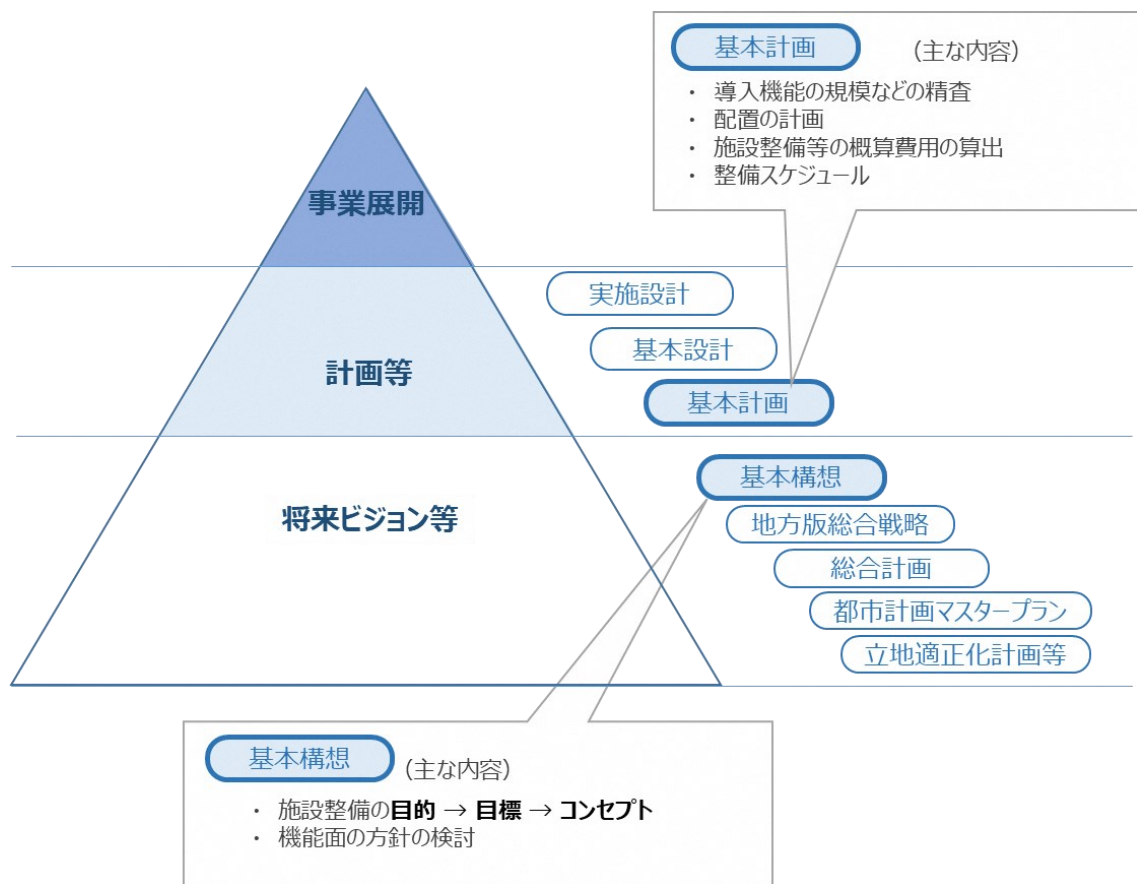 基本計画 (主な内容)
・ 導入機能の規模などの精査
・ 配置の計画
・ 施設整備等の概算費用の算出
・ 整備スケジュール
事業展開
実施設計
基本設計
計画等
基本計画
基本構想
将来ビジョン等
地方版総合戦略
総合計画
都市計画マスタープラン
立地適正化計画等
基本構想 (主な内容)
・ 施設整備の目的 → 目標 → コンセプト
・ 機能面の方針の検討